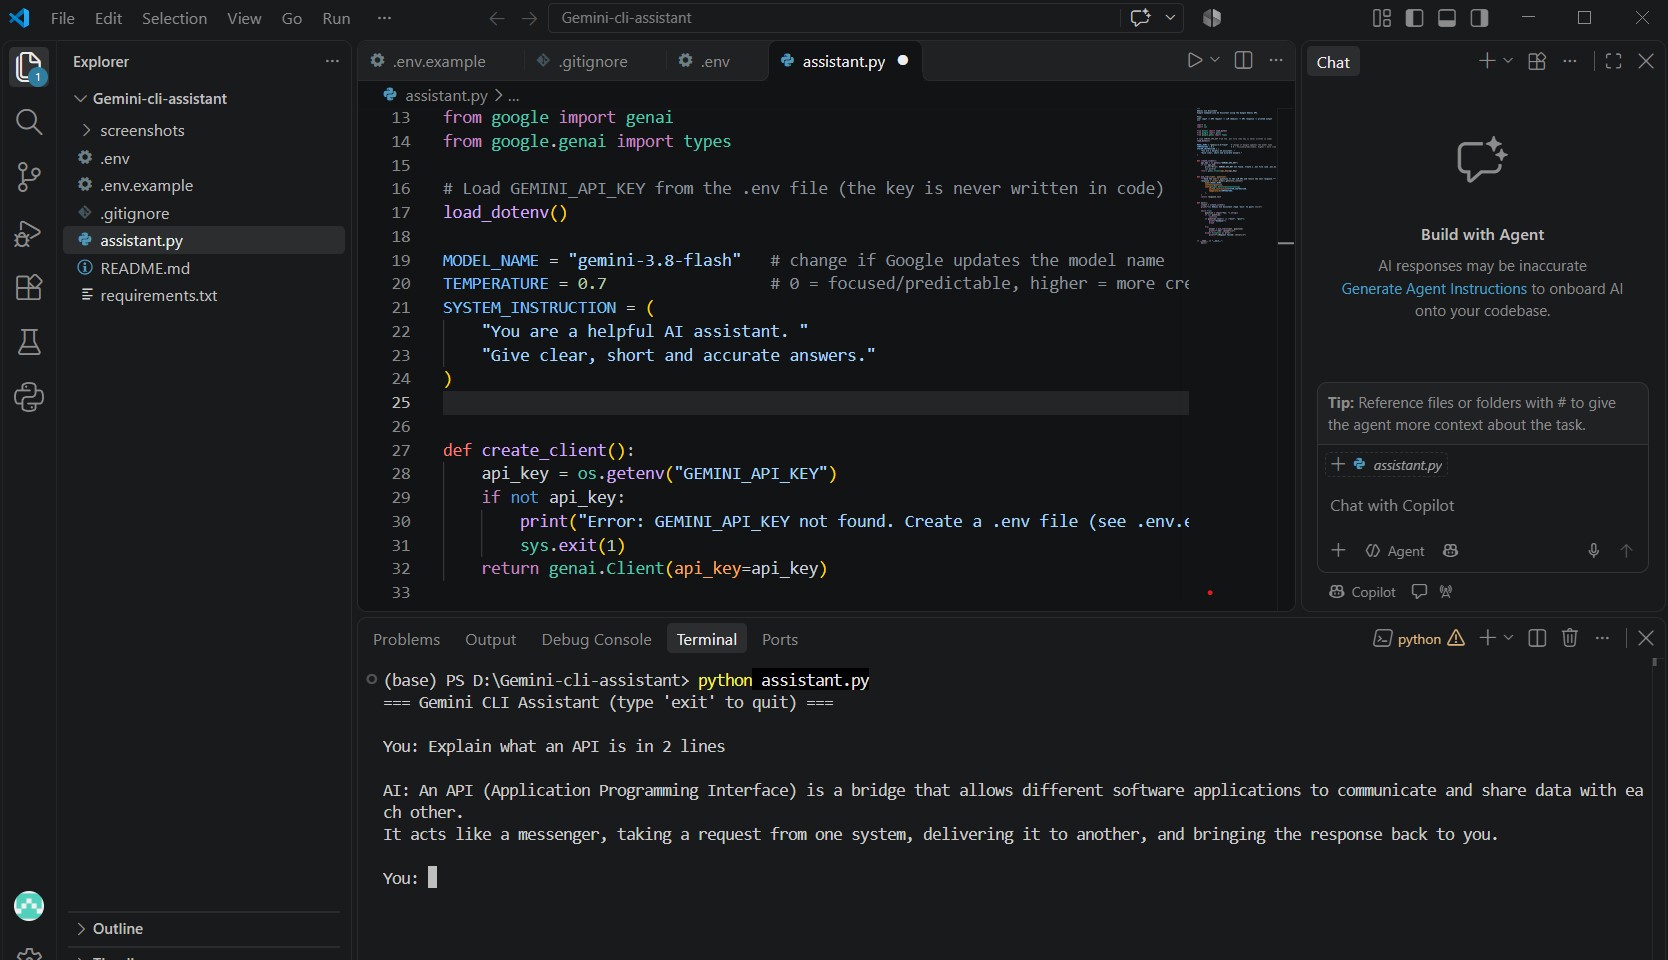 File Edit Selection View Go Run ···
Gemini-cli-assistant
Explorer ···
Gemini-cli-assistant
screenshots
.env
.env.example
.gitignore
assistant.py
README.md
requirements.txt
Outline
1
.env.example .gitignore .env assistant.py
assistant.py > ...
13 from google import genai
14 from google.genai import types
15
16 # Load GEMINI_API_KEY from the .env file (the key is never written in code)
17 load_dotenv()
18
19 MODEL_NAME = "gemini-3.8-flash" # change if Google updates the model name
20 TEMPERATURE = 0.7 # 0 = focused/predictable, higher = more cre
21 SYSTEM_INSTRUCTION = (
22 "You are a helpful AI assistant. "
23 "Give clear, short and accurate answers."
24 )
25
26
27 def create_client():
28 api_key = os.getenv("GEMINI_API_KEY")
29 if not api_key:
30 print("Error: GEMINI_API_KEY not found. Create a .env file (see .env.e
31 sys.exit(1)
32 return genai.Client(api_key=api_key)
33
Chat
Build with Agent
AI responses may be inaccurate
Generate Agent Instructions to onboard AI
onto your codebase.
Tip: Reference files or folders with # to give
the agent more context about the task.
assistant.py
Chat with Copilot
Agent
Copilot
Problems Output Debug Console Terminal Ports
python
(base) PS D:\Gemini-cli-assistant> python assistant.py
=== Gemini CLI Assistant (type 'exit' to quit) ===
You: Explain what an API is in 2 lines
AI: An API (Application Programming Interface) is a bridge that allows different software applications to communicate and share data with ea
ch other.
It acts like a messenger, taking a request from one system, delivering it to another, and bringing the response back to you.
You: